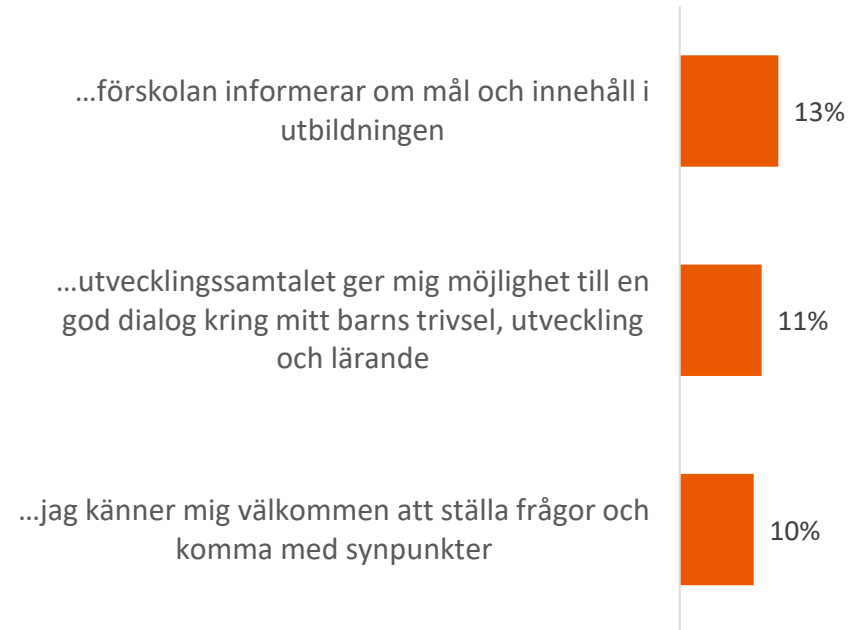 ...förskolan informerar om mål och innehåll i
utbildningen
13%
...utvecklingssamtalet ger mig möjlighet till en
god dialog kring mitt barns trivsel, utveckling
och lärande
11%
...jag känner mig välkommen att ställa frågor och
komma med synpunkter
10%